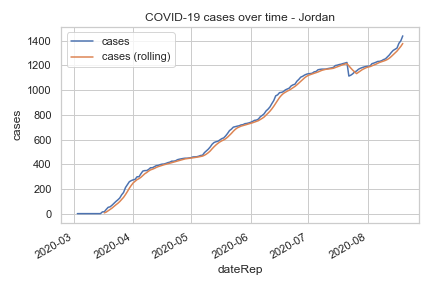 COVID-19 cases over time - Jordan
cases
cases (rolling)
1400
1200
1000
800
600
400
200
0
cases
2020-03
2020-04
2020-05
2020-06
2020-07
2020-08
dateRep